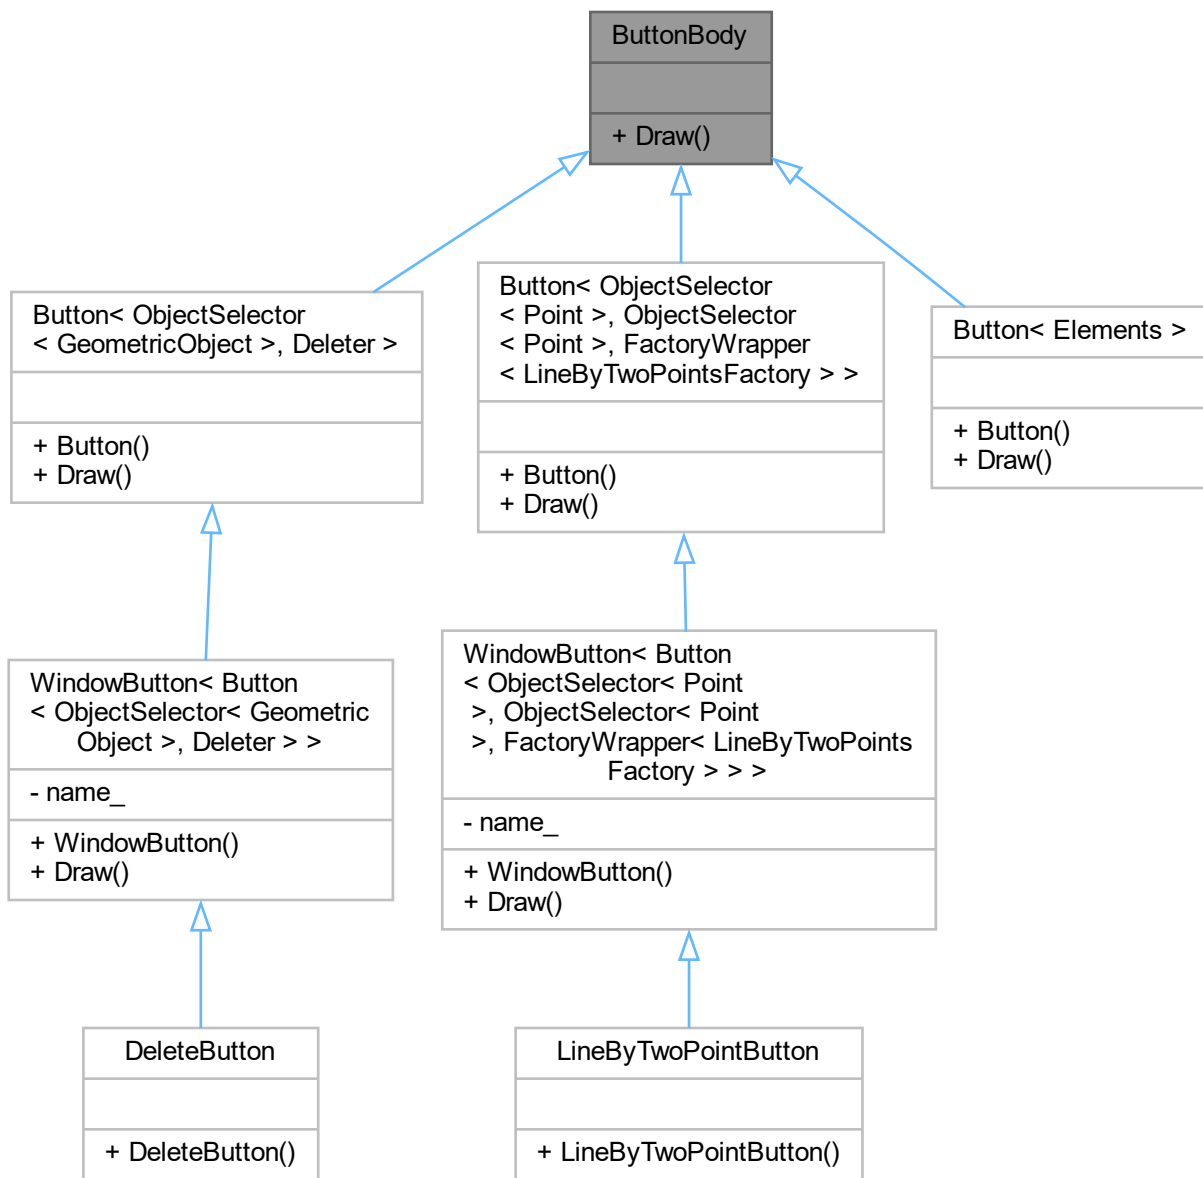 ButtonBody
+ Draw()
Button< ObjectSelector
< GeometricObject >, Deleter >
+ Button()
+ Draw()
Button< ObjectSelector
< Point >, ObjectSelector
< Point >, FactoryWrapper
< LineByTwoPointsFactory > >
+ Button()
+ Draw()
Button< Elements >
+ Button()
+ Draw()
WindowButton< Button
< ObjectSelector< Geometric
Object >, Deleter > >
- name_
+ WindowButton()
+ Draw()
WindowButton< Button
< ObjectSelector< Point
>, ObjectSelector< Point
>, FactoryWrapper< LineByTwoPoints
Factory > > >
- name_
+ WindowButton()
+ Draw()
DeleteButton
+ DeleteButton()
LineByTwoPointButton
+ LineByTwoPointButton()